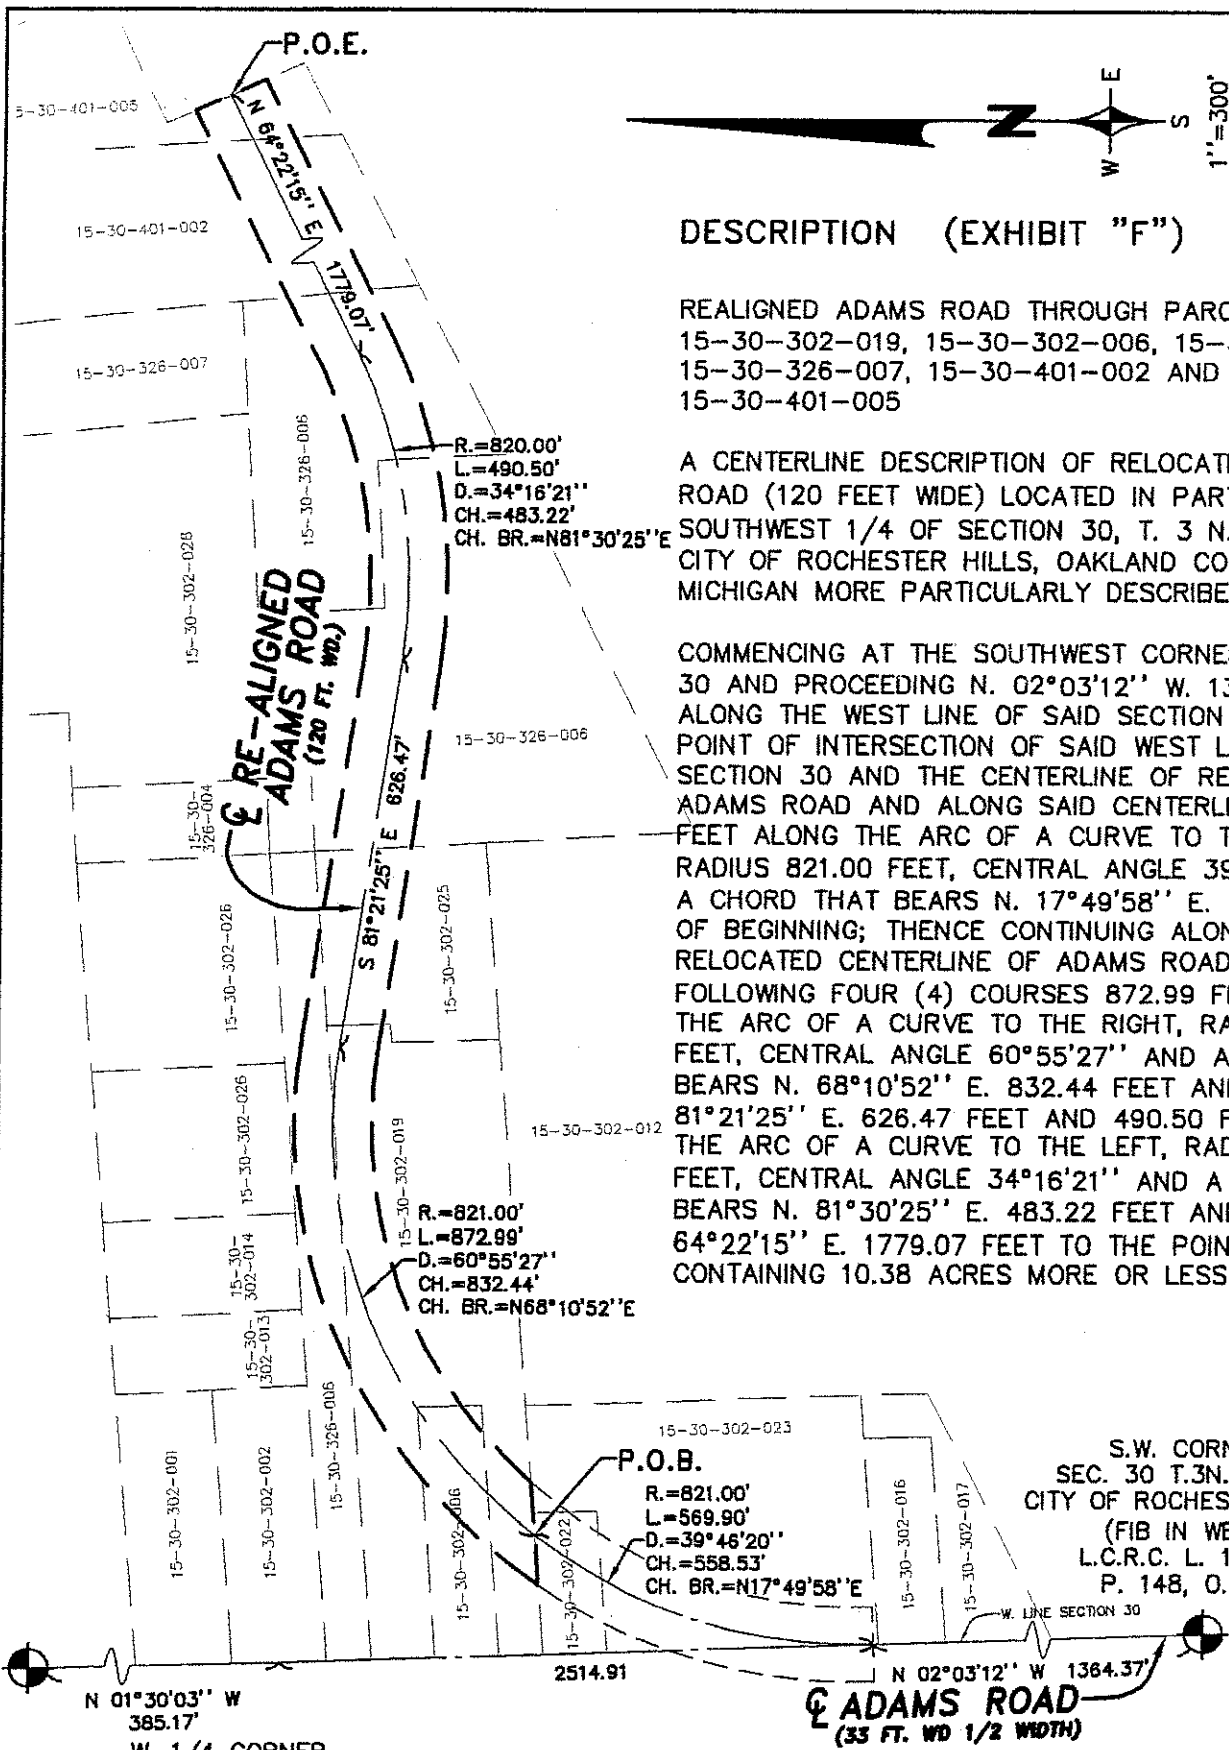 P.O.E.
5-30-401-005
N 64°22'15'' E
1779.07'
15-30-401-002
15-30-326-007
15-30-326-006
15-30-302-028
E
W
S
N
1''=300'
DESCRIPTION (EXHIBIT "F")
REALIGNED ADAMS ROAD THROUGH PARC
15-30-302-019, 15-30-302-006, 15-
15-30-326-007, 15-30-401-002 AND
15-30-401-005
R.=820.00'
L.=490.50'
D.=34°16'21''
CH.=483.22'
CH. BR.=N81°30'25''E
A CENTERLINE DESCRIPTION OF RELOCATI
ROAD (120 FEET WIDE) LOCATED IN PART
SOUTHWEST 1/4 OF SECTION 30, T. 3 N.
CITY OF ROCHESTER HILLS, OAKLAND CO
MICHIGAN MORE PARTICULARLY DESCRIBE
COMMENCING AT THE SOUTHWEST CORNE
30 AND PROCEEDING N. 02°03'12'' W. 13
ALONG THE WEST LINE OF SAID SECTION
POINT OF INTERSECTION OF SAID WEST L
SECTION 30 AND THE CENTERLINE OF RE
ADAMS ROAD AND ALONG SAID CENTERL
FEET ALONG THE ARC OF A CURVE TO T
RADIUS 821.00 FEET, CENTRAL ANGLE 39
A CHORD THAT BEARS N. 17°49'58'' E.
OF BEGINNING; THENCE CONTINUING ALON
RELOCATED CENTERLINE OF ADAMS ROAD
FOLLOWING FOUR (4) COURSES 872.99 F
THE ARC OF A CURVE TO THE RIGHT, RA
FEET, CENTRAL ANGLE 60°55'27'' AND A
BEARS N. 68°10'52'' E. 832.44 FEET AN
81°21'25'' E. 626.47 FEET AND 490.50 F
THE ARC OF A CURVE TO THE LEFT, RAD
FEET, CENTRAL ANGLE 34°16'21'' AND A
BEARS N. 81°30'25'' E. 483.22 FEET AN
64°22'15'' E. 1779.07 FEET TO THE POIN
CONTAINING 10.38 ACRES MORE OR LESS
℄ RE-ALIGNED
ADAMS ROAD
(120 FT. WD.)
15-30-326-006
15-30-
326-004
S 81°21'25'' E 626.47'
15-30-302-026
15-30-302-025
15-30-302-026
15-30-302-019
15-30-302-012
15-30-
302-014
15-30-
302-013
R.=821.00'
L.=872.99'
D.=60°55'27''
CH.=832.44'
CH. BR.=N68°10'52''E
15-30-302-001
15-30-302-002
15-30-326-006
15-30-302-006
15-30-302-022
15-30-302-023
P.O.B.
R.=821.00'
L.=569.90'
D.=39°46'20''
CH.=558.53'
CH. BR.=N17°49'58''E
15-30-302-016
15-30-302-017
S.W. CORN
SEC. 30 T.3N.
CITY OF ROCHES
(FIB IN WE
L.C.R.C. L. 1
P. 148, O.
W. LINE SECTION 30
N 01°30'03'' W
385.17'
2514.91
N 02°03'12'' W 1364.37'
℄ ADAMS ROAD
(33 FT. WD 1/2 WIDTH)
W. 1/4 CORNER